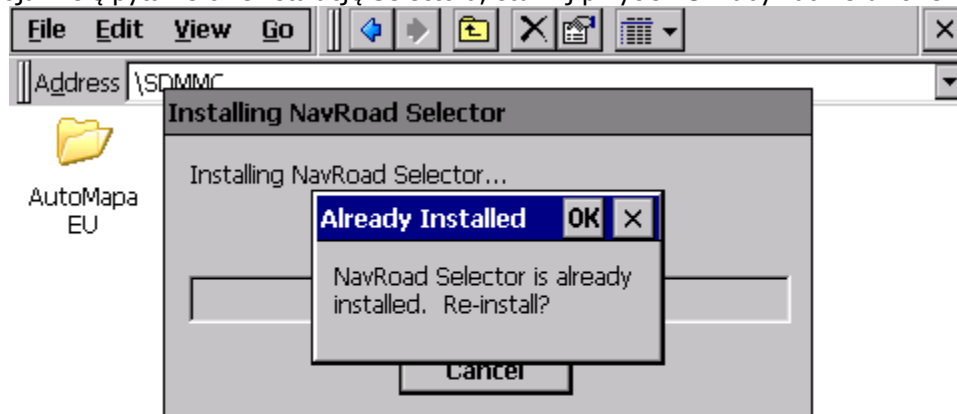 File Edit View Go
Address \SDMMC
Installing NavRoad Selector
Installing NavRoad Selector...
AutoMapa
EU
Already Installed OK
NavRoad Selector is already
installed. Re-install?
Cancel